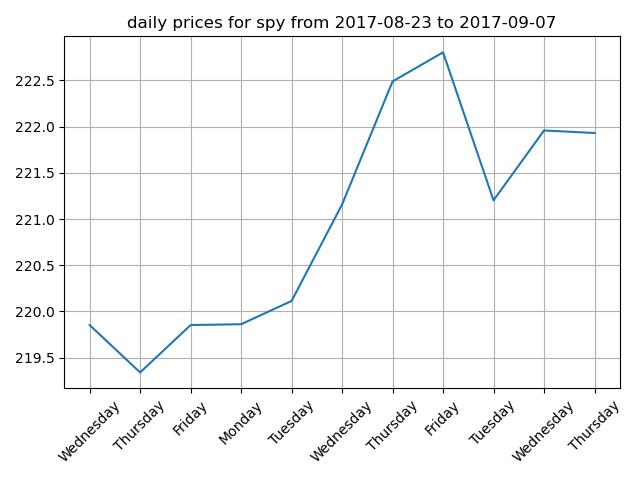 daily prices for spy from 2017-08-23 to 2017-09-07
222.5
222.0
221.5
221.0
220.5
220.0
219.5
Wednesday
Thursday
Friday
Monday
Tuesday
Wednesday
Thursday
Friday
Tuesday
Wednesday
Thursday